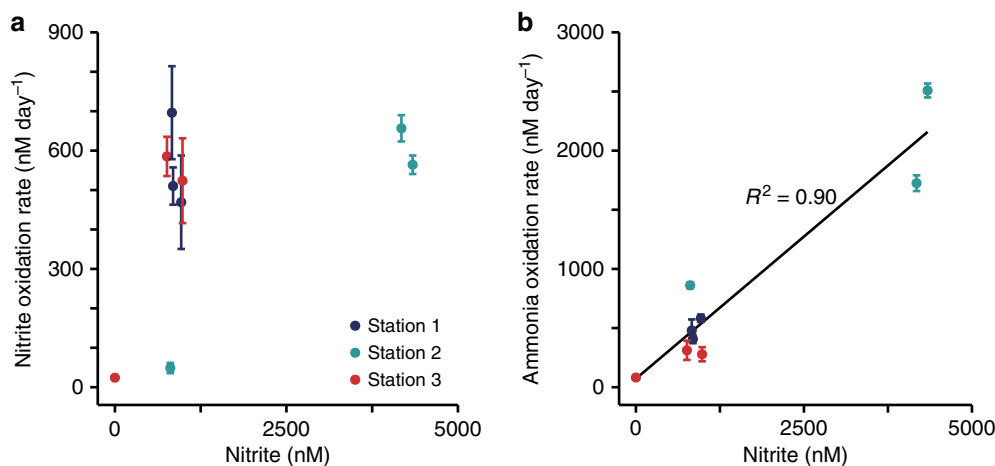 a
Nitrite oxidation rate (nM day⁻¹)
900
600
300
0
Station 1
Station 2
Station 3
0
2500
5000
Nitrite (nM)
b
Ammonia oxidation rate (nM day⁻¹)
3000
2000
1000
0
R² = 0.90
0
2500
5000
Nitrite (nM)